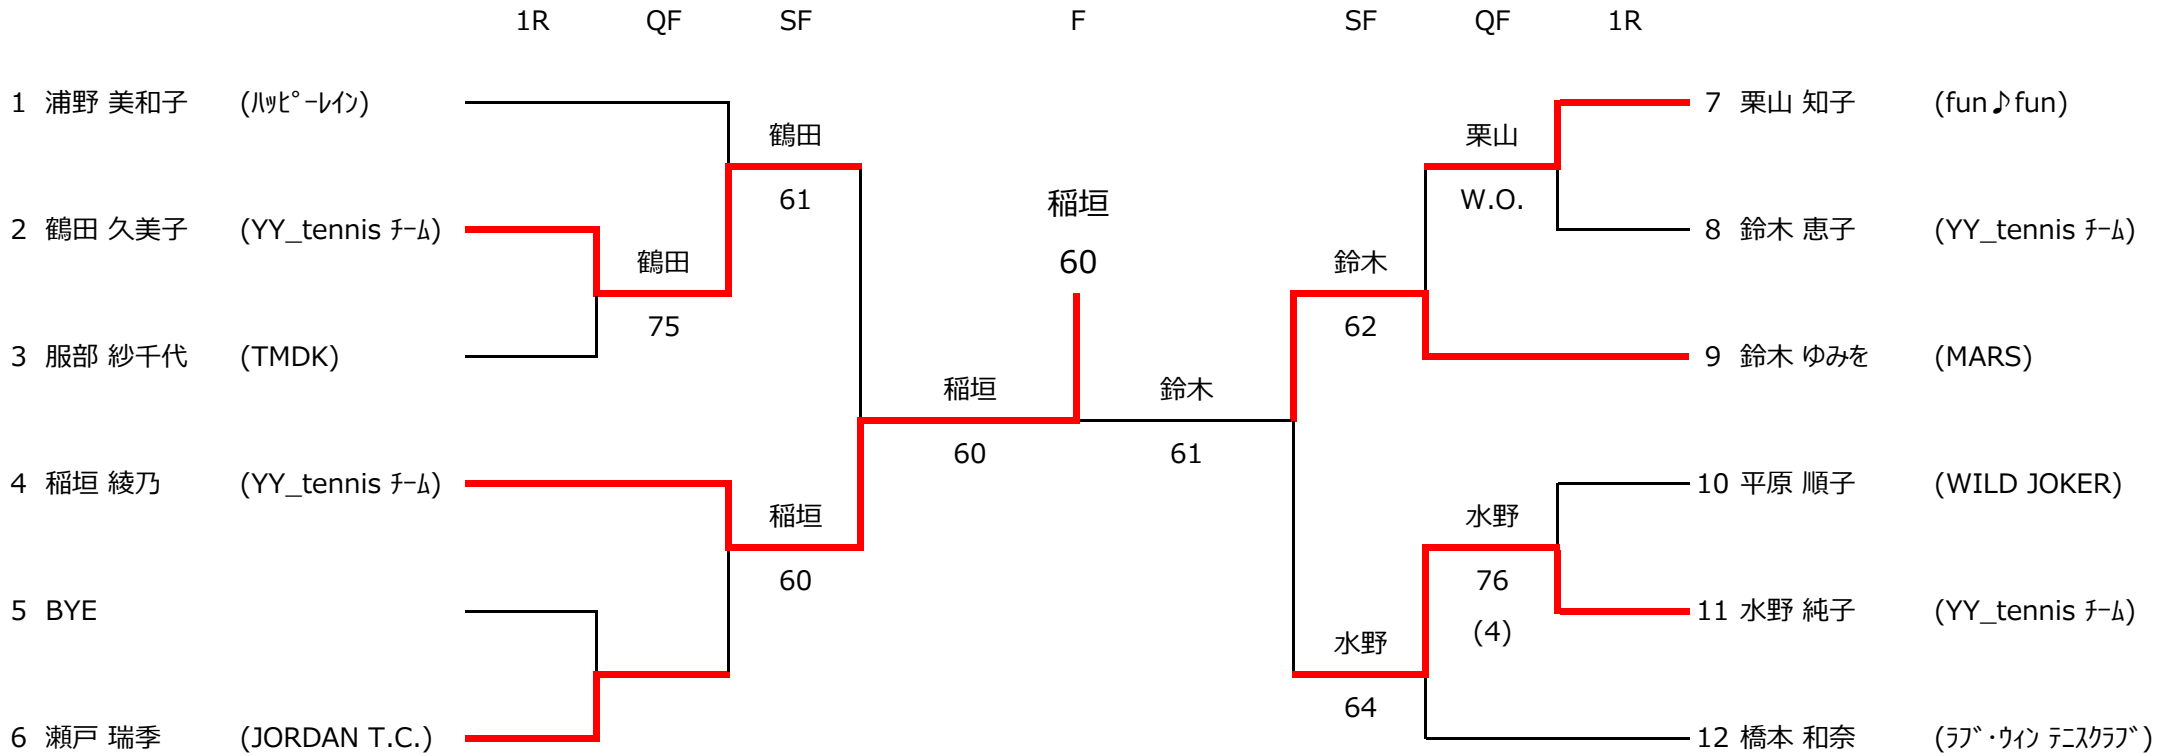 1R QF SF F SF QF 1R
1 浦野 美和子 (ﾊｯﾋﾟｰﾚｲﾝ) 7 栗山 知子 (fun♪fun)
鶴田 栗山
61 稲垣 W.O.
2 鶴田 久美子 (YY_tennis ﾁｰﾑ) 8 鈴木 恵子 (YY_tennis ﾁｰﾑ)
鶴田 60 鈴木
75 62
3 服部 紗千代 (TMDK) 9 鈴木 ゆみを (MARS)
稲垣 鈴木
60 61
4 稲垣 綾乃 (YY_tennis ﾁｰﾑ) 10 平原 順子 (WILD JOKER)
稲垣 水野
60 76
5 BYE 11 水野 純子 (YY_tennis ﾁｰﾑ)
水野 (4)
64
6 瀬戸 瑞季 (JORDAN T.C.) 12 橋本 和奈 (ﾗﾌﾞ･ｳｨﾝ ﾃﾆｽｸﾗﾌﾞ)